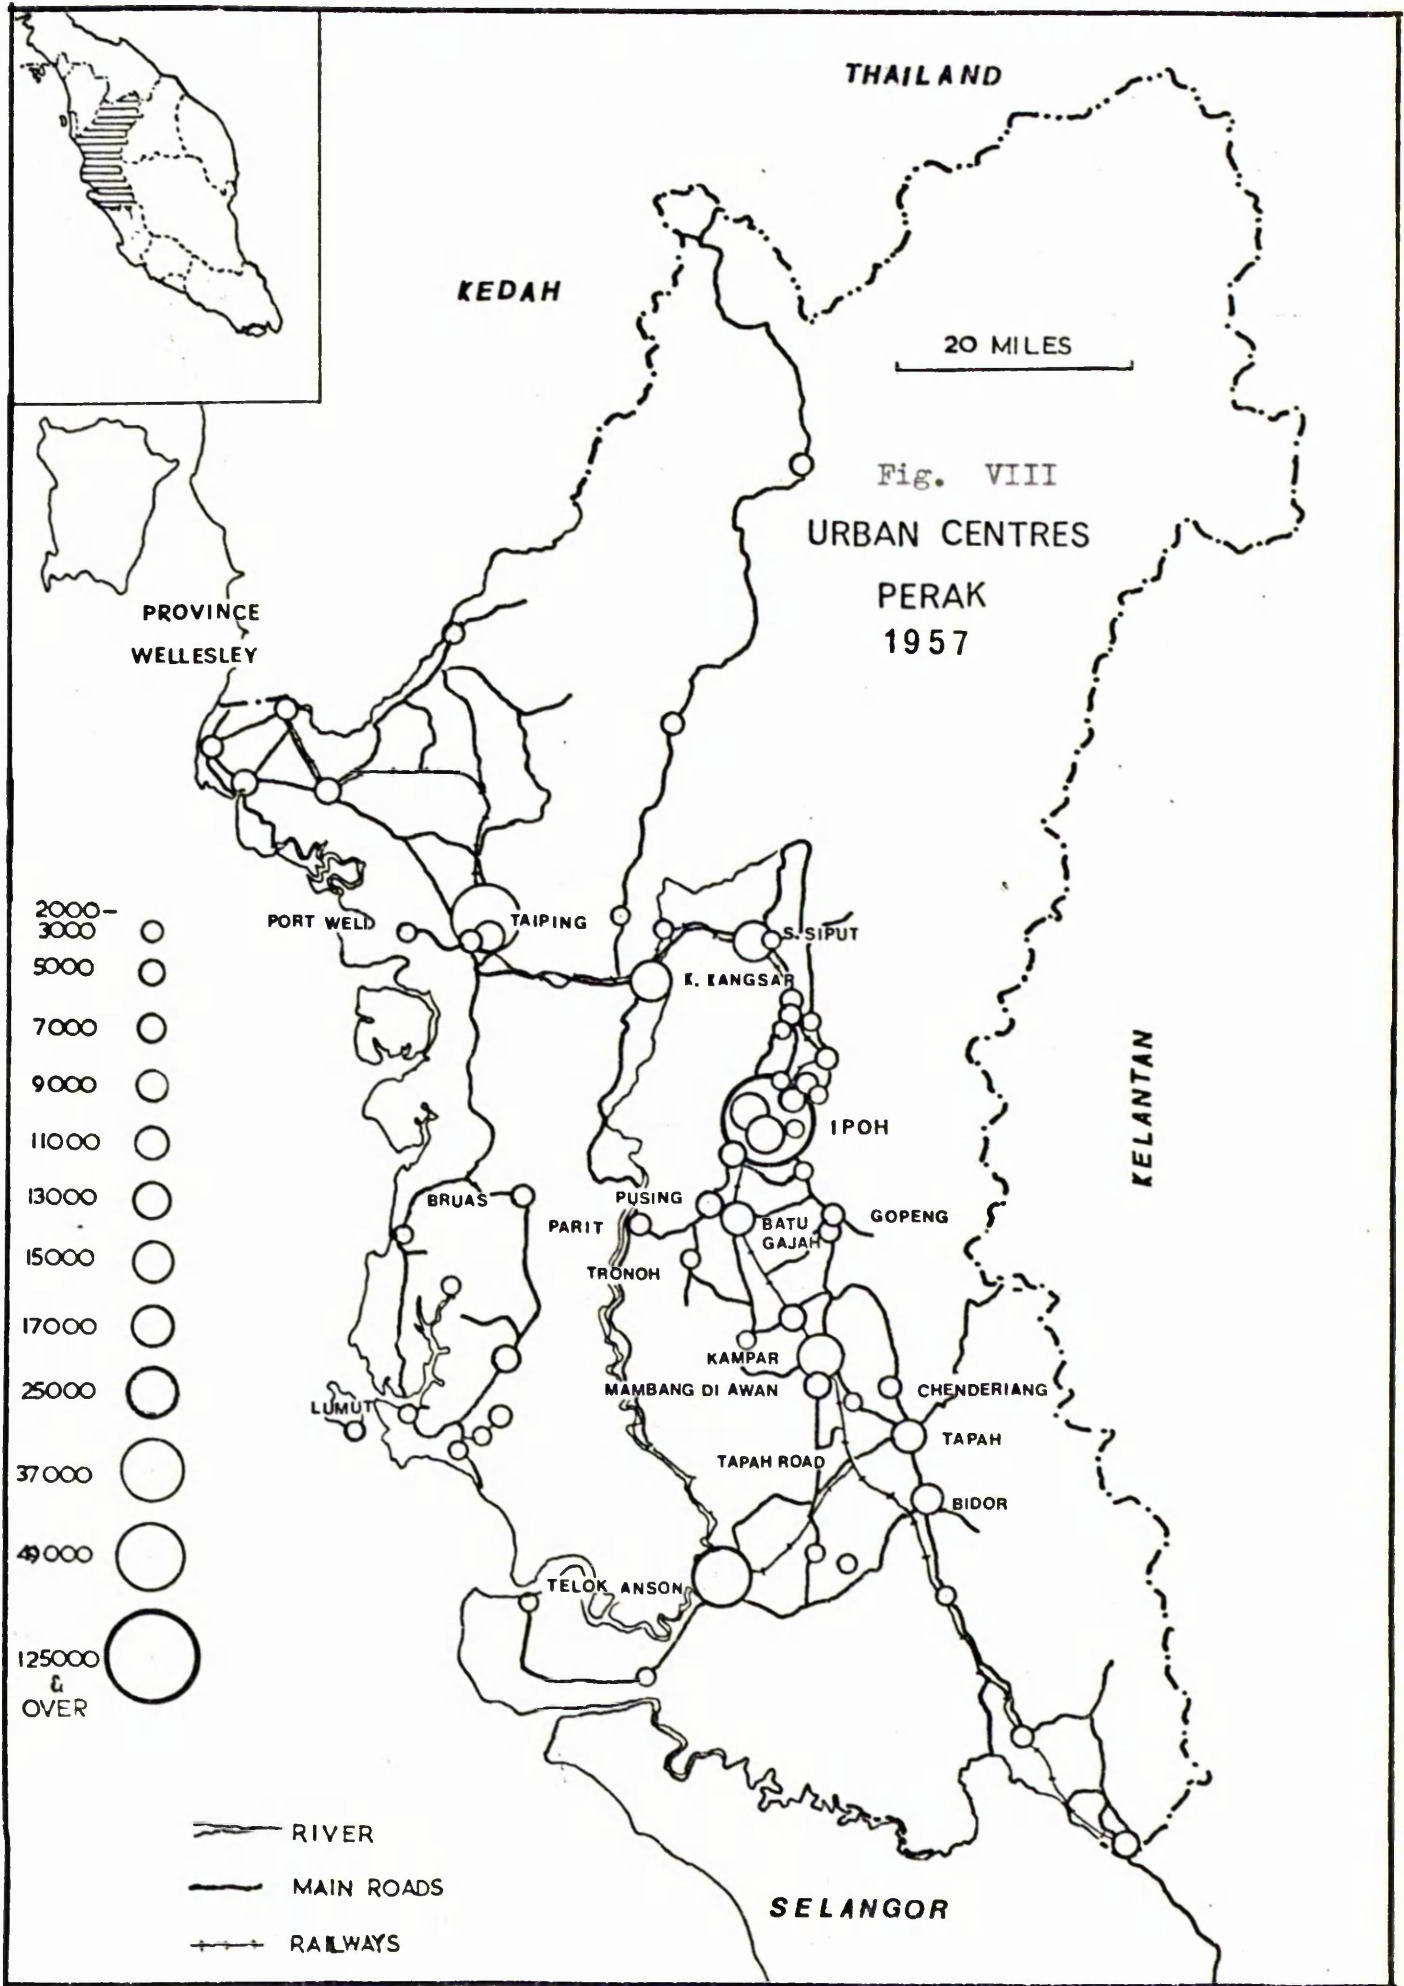 THAILAND
KEDAH
20 MILES
Fig. VIII
URBAN CENTRES
PERAK
1957
PROVINCE
WELLESLEY
2000-
3000
5000
7000
9000
11000
13000
15000
17000
25000
37000
49000
125000
&
OVER
PORT WELD
TAIPING
S. SIPUT
K. KANGSAR
IPOH
KELANTAN
BRUAS
PUSING
PARIT
BATU
GAJAH
GOPENG
TRONOH
KAMPAR
MAMBANG DI AWAN
CHENDERIANG
LUMUT
TAPAH
TAPAH ROAD
BIDOR
TELOK ANSON
RIVER
MAIN ROADS
RAILWAYS
SELANGOR